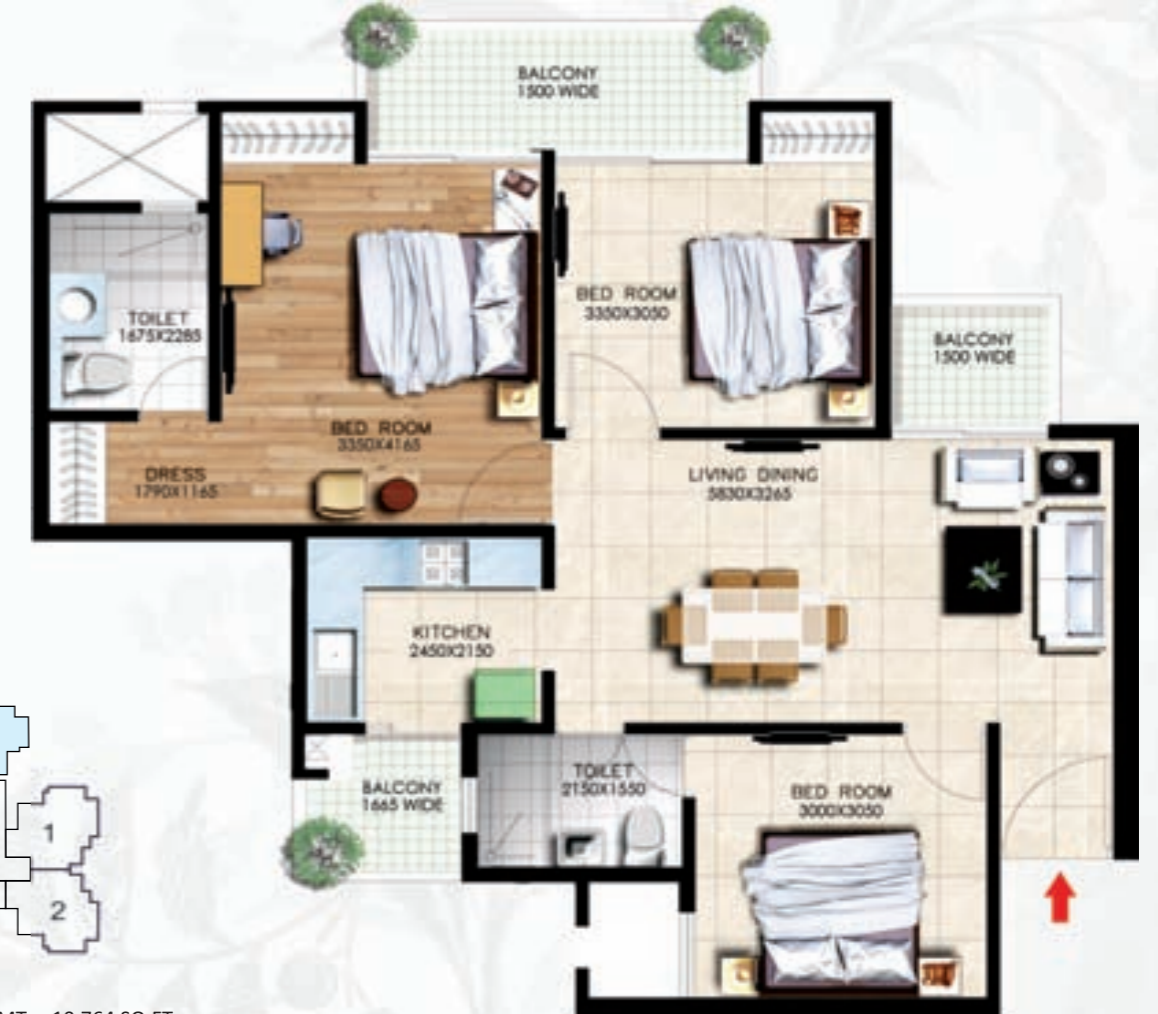 BALCONY
1500 WIDE
TOILET
1675X2285
BED ROOM
3350X3050
BALCONY
1500 WIDE
BED ROOM
3350X4165
DRESS
1790X1165
LIVING DINING
5830X3265
KITCHEN
2450X2150
TOILET
2150X1550
BALCONY
1665 WIDE
BED ROOM
3000X3050
1
2